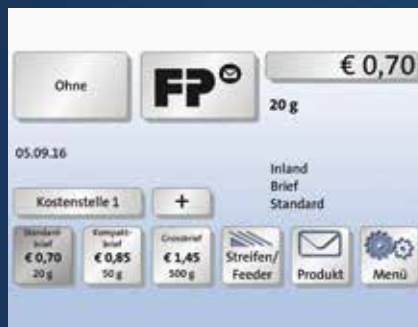 € 0,70
Ohne
FP
20 g
05.09.16
Inland
Brief
Standard
Kostenstelle 1
+
Standard-
brief
€ 0,70
20 g
Kompakt-
brief
€ 0,85
50 g
Grossbrief
€ 1,45
500 g
Streifen/
Feeder
Produkt
Menü